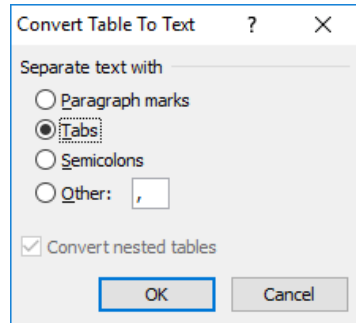 Convert Table To Text ? ×
Separate text with
Paragraph marks
Tabs
Semicolons
Other: ,
Convert nested tables
OK Cancel